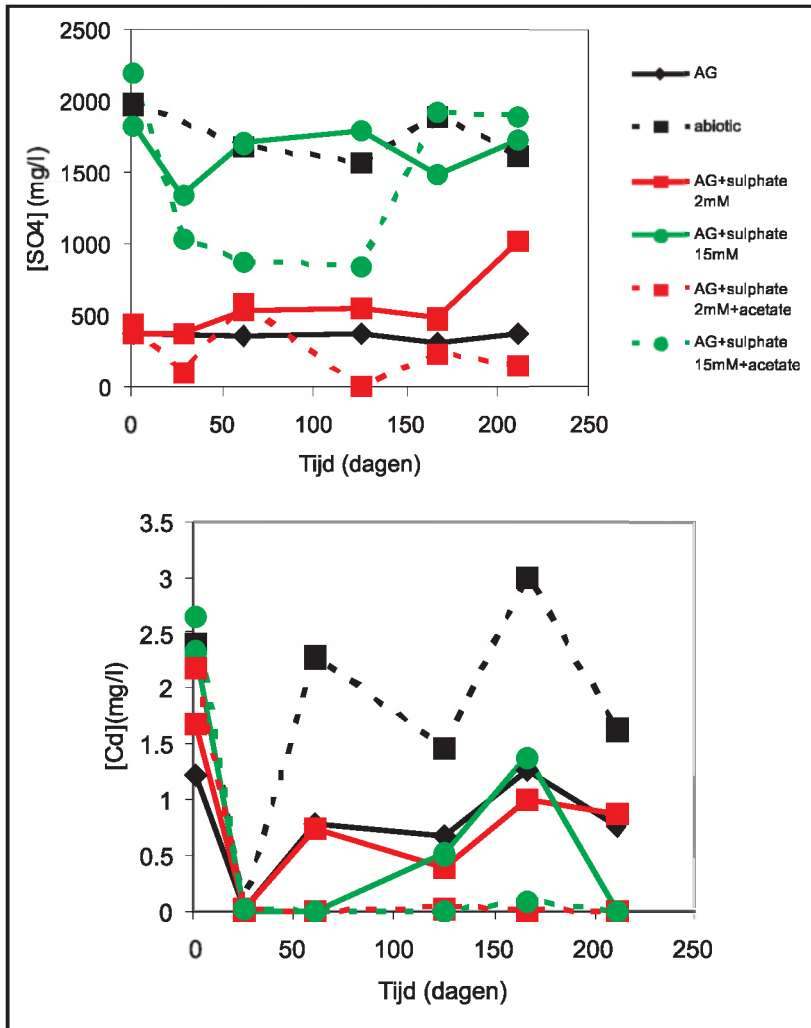 2500
2000
1500
1000
500
0
[SO4] (mg/l)
0 50 100 150 200 250
Tijd (dagen)
AG
abiotic
AG+sulphate
2mM
AG+sulphate
15mM
AG+sulphate
2mM+acetate
AG+sulphate
15mM+acetate
3.5
3
2.5
2
1.5
1
0.5
0
[Cd](mg/l)
0 50 100 150 200 250
Tijd (dagen)